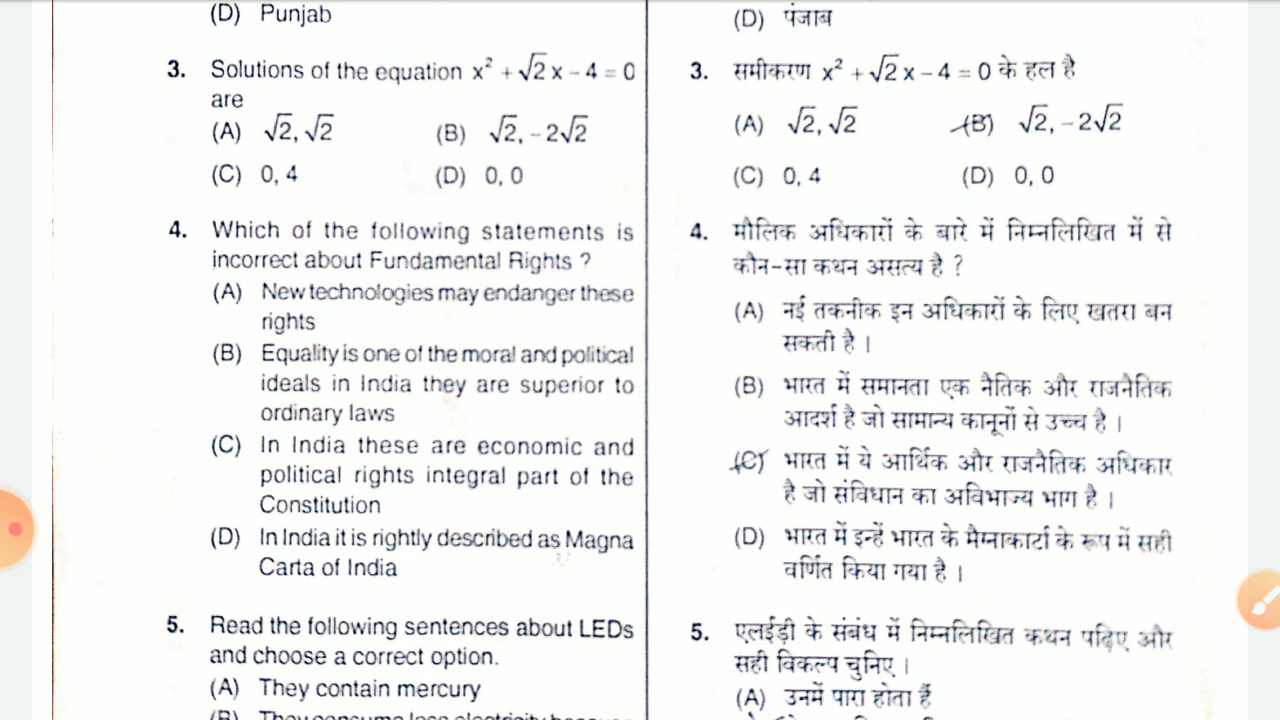 (D) Punjab
3. Solutions of the equation x² + √2 x – 4 = 0
are
(A) √2, √2 (B) √2, – 2√2
(C) 0, 4 (D) 0, 0
4. Which of the following statements is
incorrect about Fundamental Rights ?
(A) New technologies may endanger these
rights
(B) Equality is one of the moral and political
ideals in India they are superior to
ordinary laws
(C) In India these are economic and
political rights integral part of the
Constitution
(D) In India it is rightly described as Magna
Carta of India
5. Read the following sentences about LEDs
and choose a correct option.
(A) They contain mercury
(B) They consume less electricity because
(D) पंजाब
3. समीकरण x² + √2 x – 4 = 0 के हल है
(A) √2, √2 (B) √2, – 2√2
(C) 0, 4 (D) 0, 0
4. मौलिक अधिकारों के बारे में निम्नलिखित में से
कौन-सा कथन असत्य है ?
(A) नई तकनीक इन अधिकारों के लिए खतरा बन
सकती है ।
(B) भारत में समानता एक नैतिक और राजनैतिक
आदर्श है जो सामान्य कानूनों से उच्च है ।
(C) भारत में ये आर्थिक और राजनैतिक अधिकार
है जो संविधान का अविभाज्य भाग है ।
(D) भारत में इन्हें भारत के मैग्नाकार्टा के रूप में सही
वर्णित किया गया है ।
5. एलईडी के संबंध में निम्नलिखित कथन पढ़िए और
सही विकल्प चुनिए ।
(A) उनमें पारा होता हैं